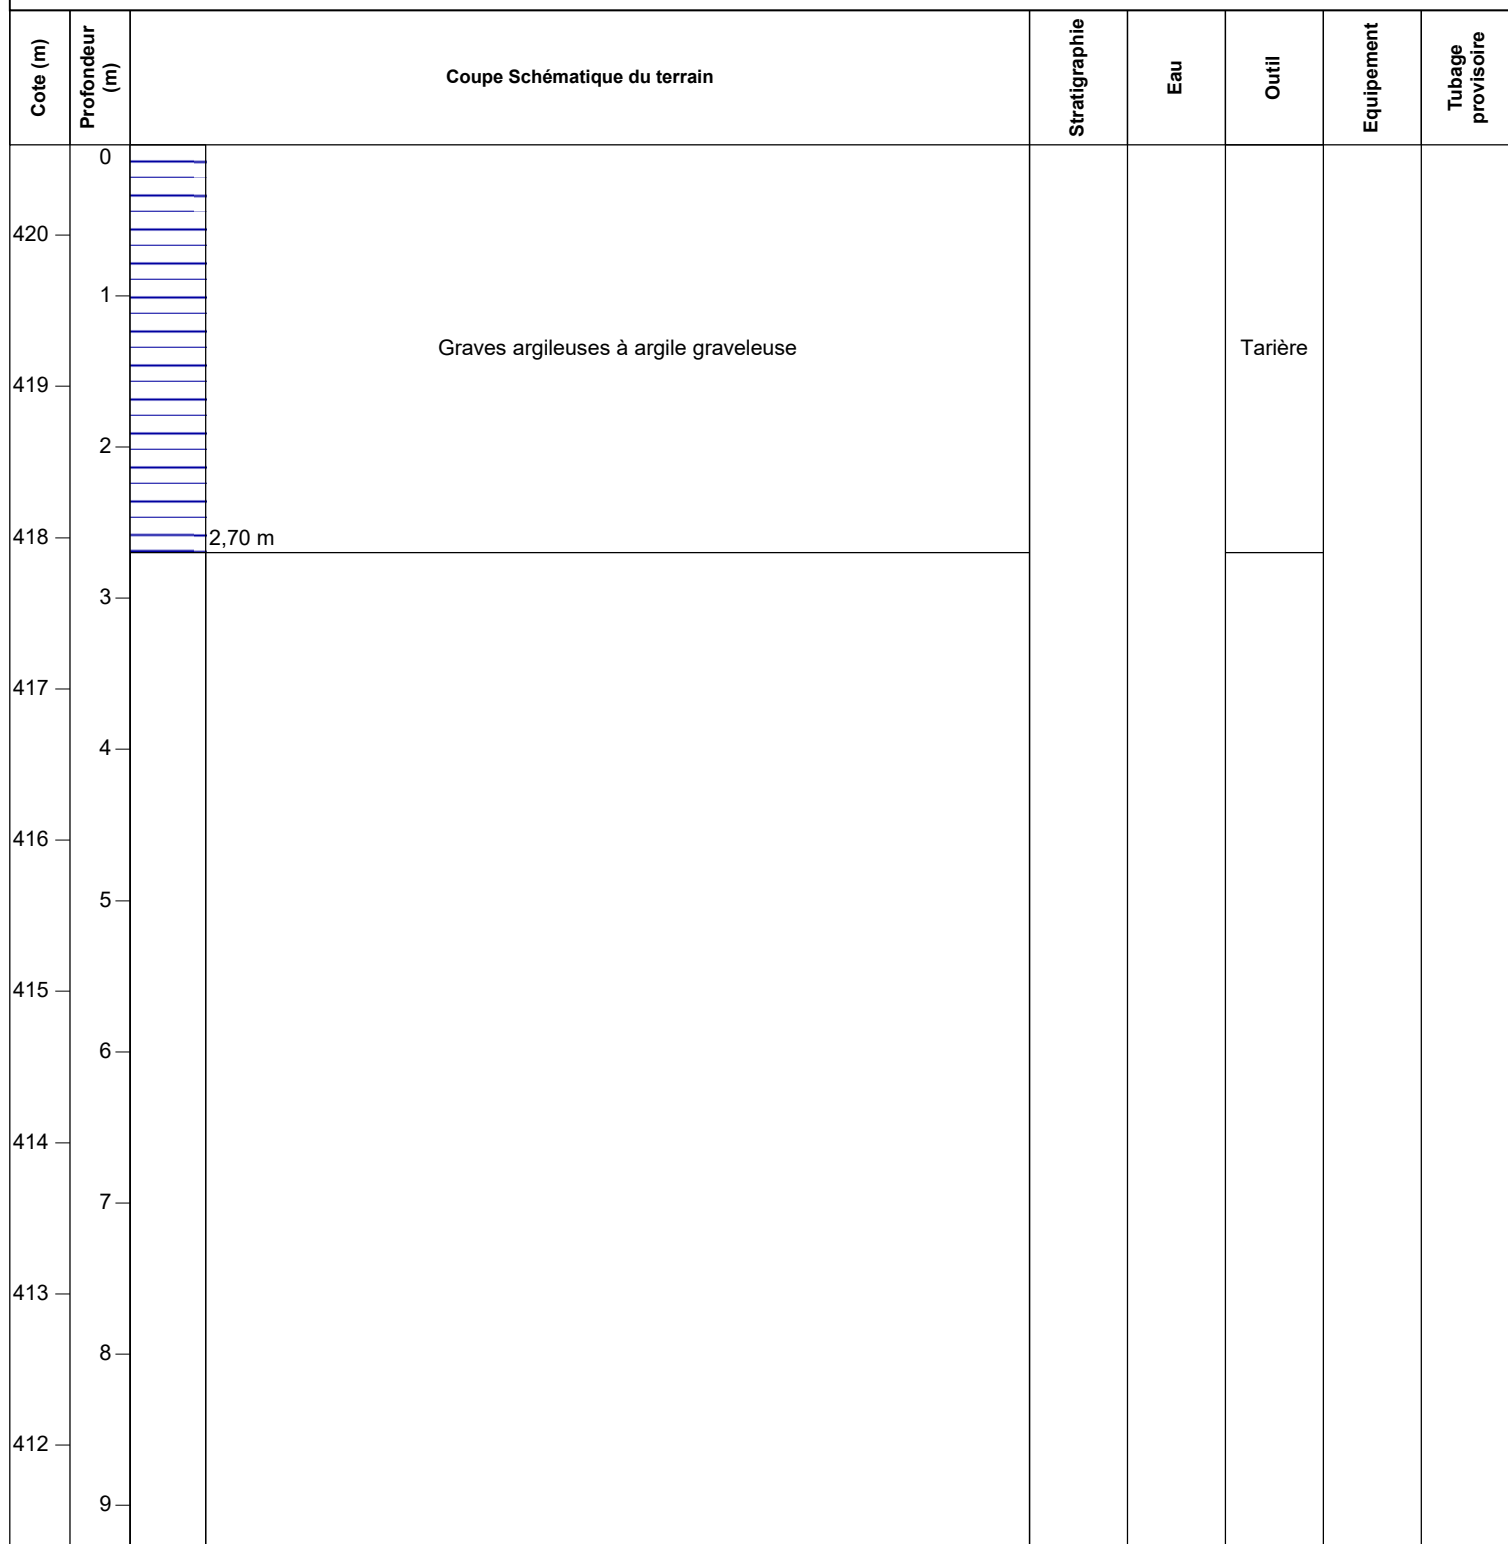 Cote (m)
Profondeur
(m)
Coupe Schématique du terrain
Stratigraphie
Eau
Outil
Equipement
Tubage
provisoire
0
420
1
Graves argileuses à argile graveleuse
Tarière
419
2
418
2,70 m
3
417
4
416
5
415
6
414
7
413
8
412
9